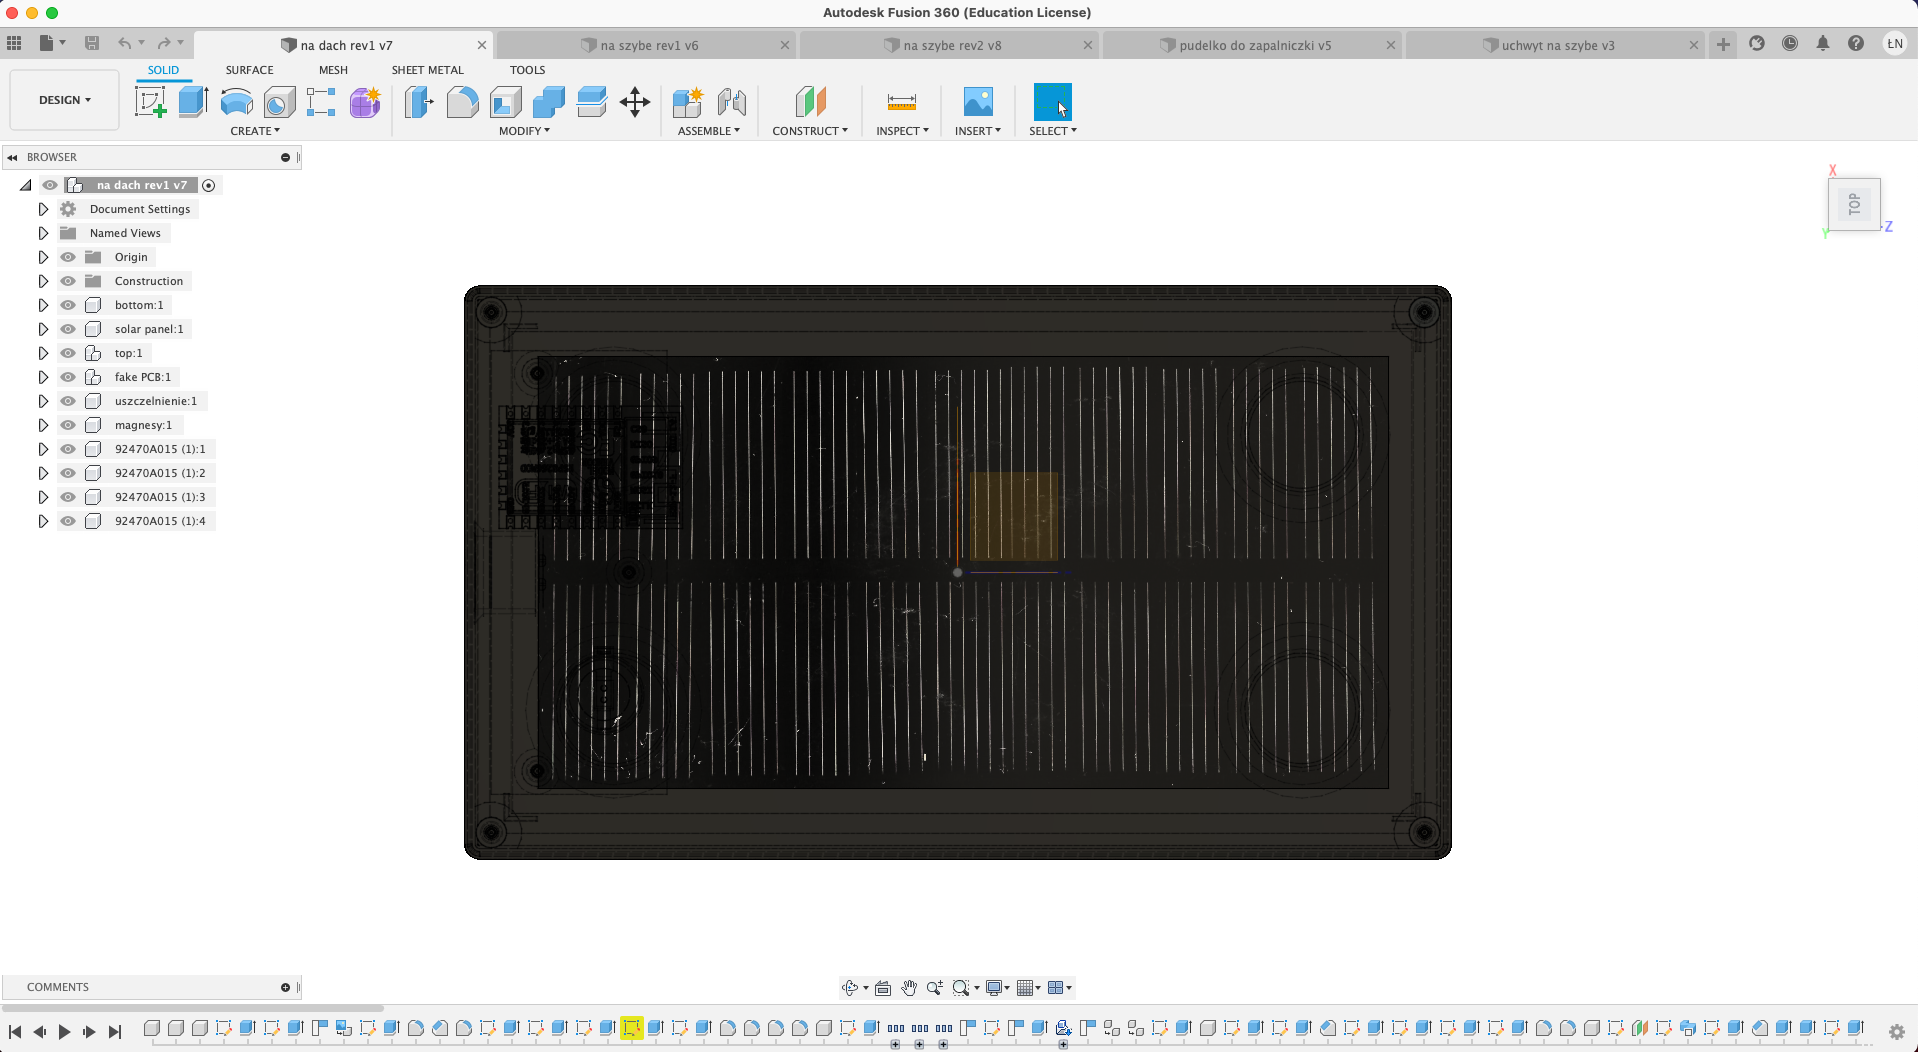 Autodesk Fusion 360 (Education License)
na dach rev1 v7
na szybe rev1 v6
na szybe rev2 v8
pudelko do zapalniczki v5
uchwyt na szybe v3
ŁN
SOLID
SURFACE
MESH
SHEET METAL
TOOLS
DESIGN
CREATE
MODIFY
ASSEMBLE
CONSTRUCT
INSPECT
INSERT
SELECT
BROWSER
na dach rev1 v7
Document Settings
Named Views
Origin
Construction
bottom:1
solar panel:1
top:1
fake PCB:1
uszczelnienie:1
magnesy:1
92470A015 (1):1
92470A015 (1):2
92470A015 (1):3
92470A015 (1):4
X
TOP
Y
Z
COMMENTS